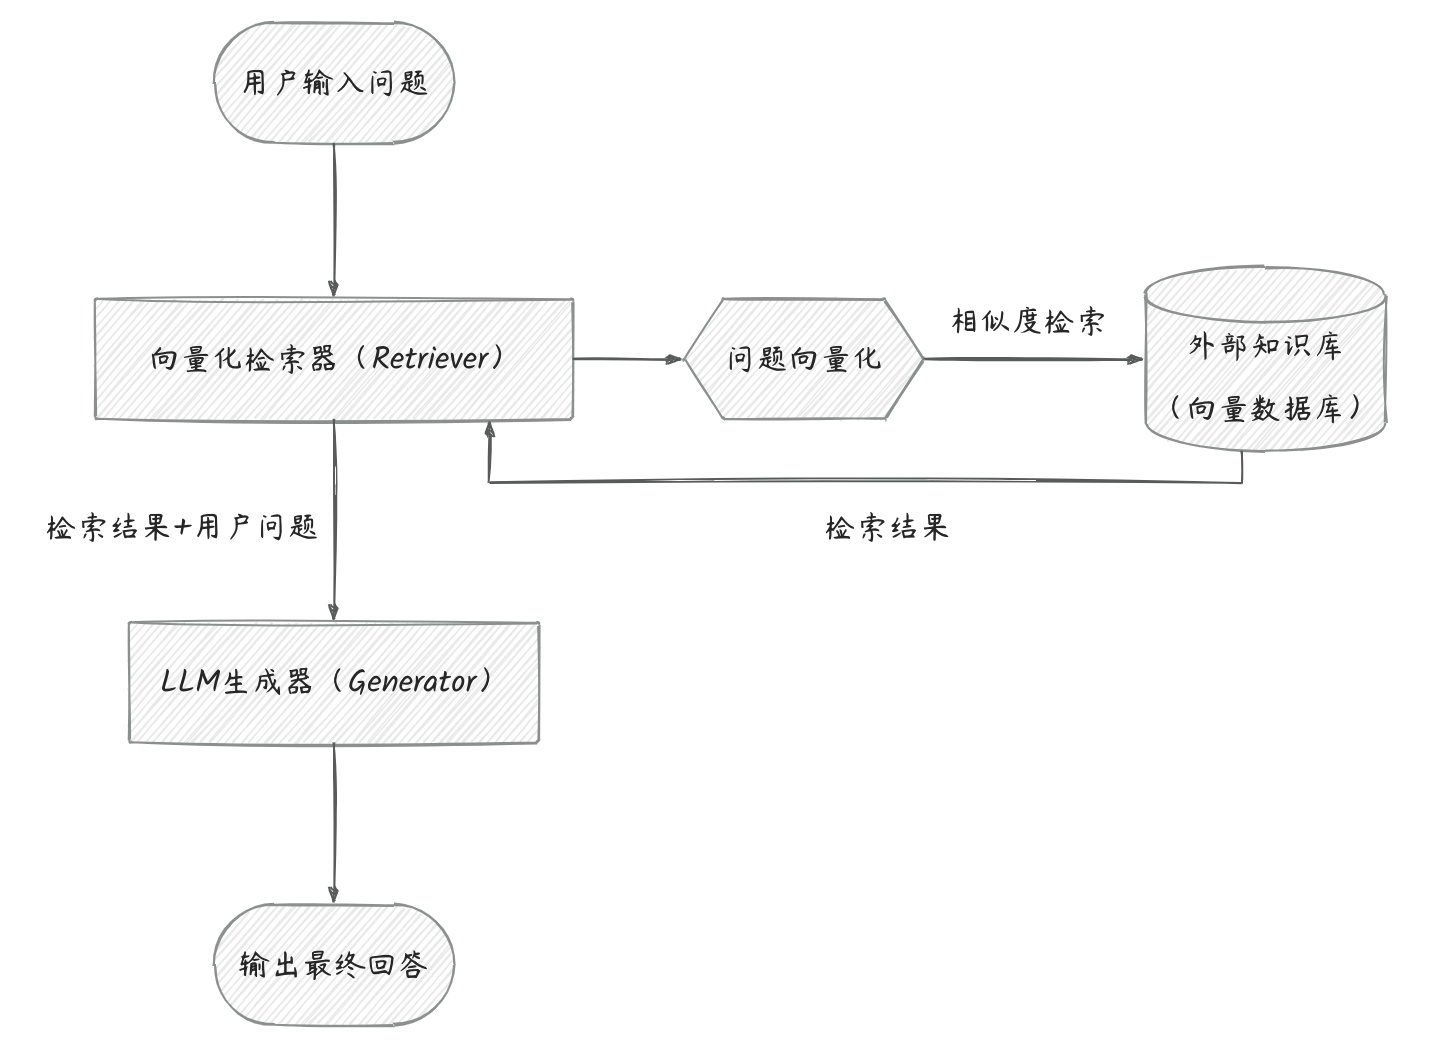 用户输入问题
向量化检索器（Retriever）
问题向量化
相似度检索
外部知识库
（向量数据库）
检索结果+用户问题
检索结果
LLM生成器（Generator）
输出最终回答